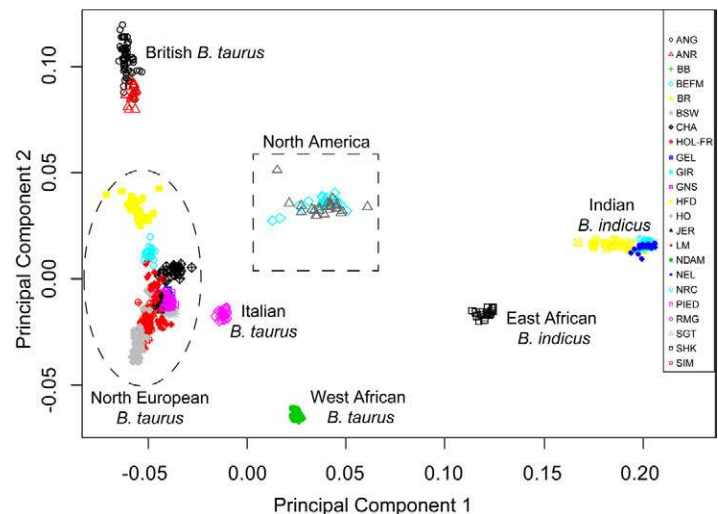 British B. taurus
North America
Indian
B. indicus
Italian
B. taurus
East African
B. indicus
North European
B. taurus
West African
B. taurus
Principal Component 2
0.10
0.05
0.00
-0.05
-0.05
0.00
0.05
0.10
0.15
0.20
Principal Component 1
ANG
ANR
BB
BEFM
BR
BSW
CHA
HOL-FR
GEL
GIR
GNS
HFD
HO
JER
LM
NDAM
NEL
NRC
PIED
RMG
SGT
SHK
SIM